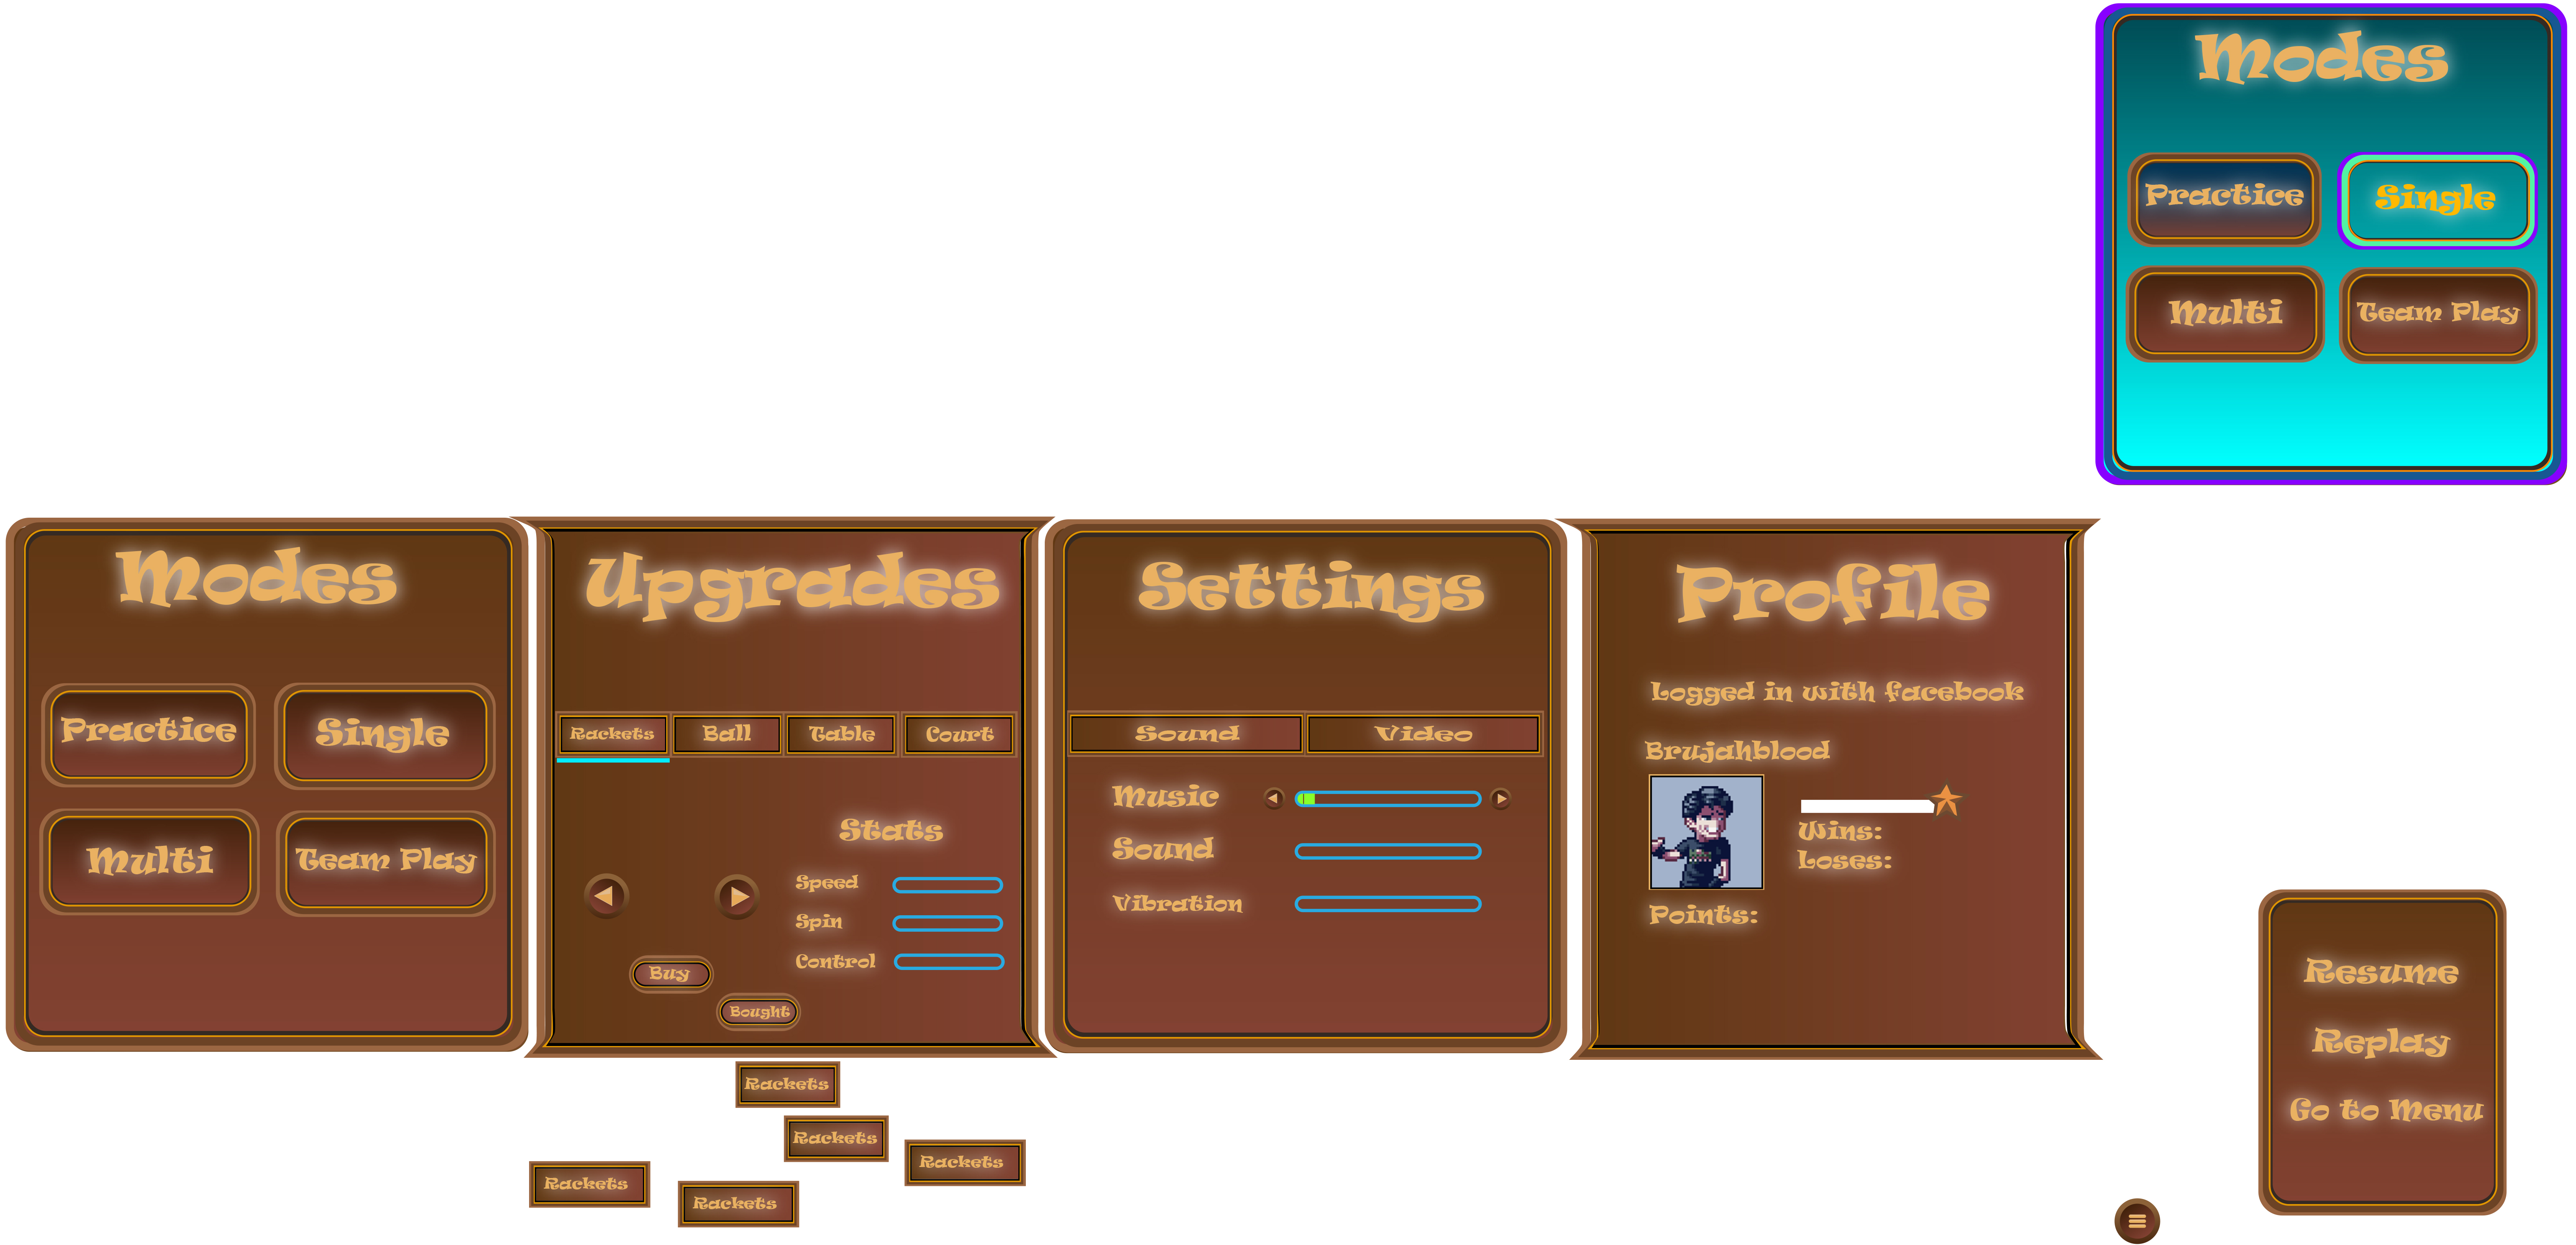 Modes
Practice
Single
Multi
Team Play
Modes
Practice
Single
Multi
Team Play
Upgrades
Rackets
Ball
Table
Court
Stats
Speed
Spin
Control
Buy
Bought
Rackets
Rackets
Rackets
Rackets
Rackets
Settings
Sound
Video
Music
Sound
Vibration
Profile
Logged in with facebook
Brujahblood
Wins:
Loses:
Points:
Resume
Replay
Go to Menu